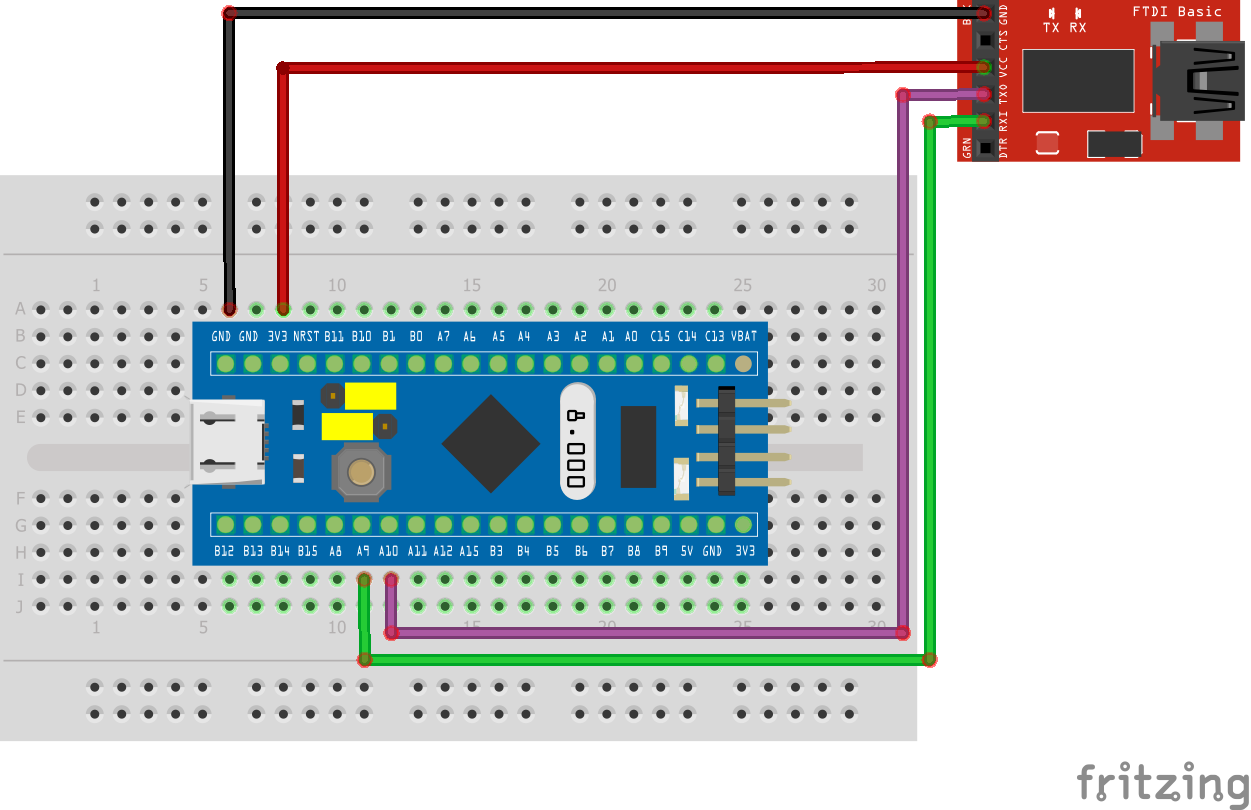 GND FTDI Basic
TX RX
CTS
VCC
TXO
RXI
GRN DTR
1 5 10 15 20 25 30
A
B
C
D
E
GND GND 3V3 NRST B11 B10 B1 B0 A7 A6 A5 A4 A3 A2 A1 A0 C15 C14 C13 VBAT
8.000
F
G
H
I
J
B12 B13 B14 B15 A8 A9 A10 A11 A12 A15 B3 B4 B5 B6 B7 B8 B9 5V GND 3V3
1 5 10 15 20 25 30
fritzing